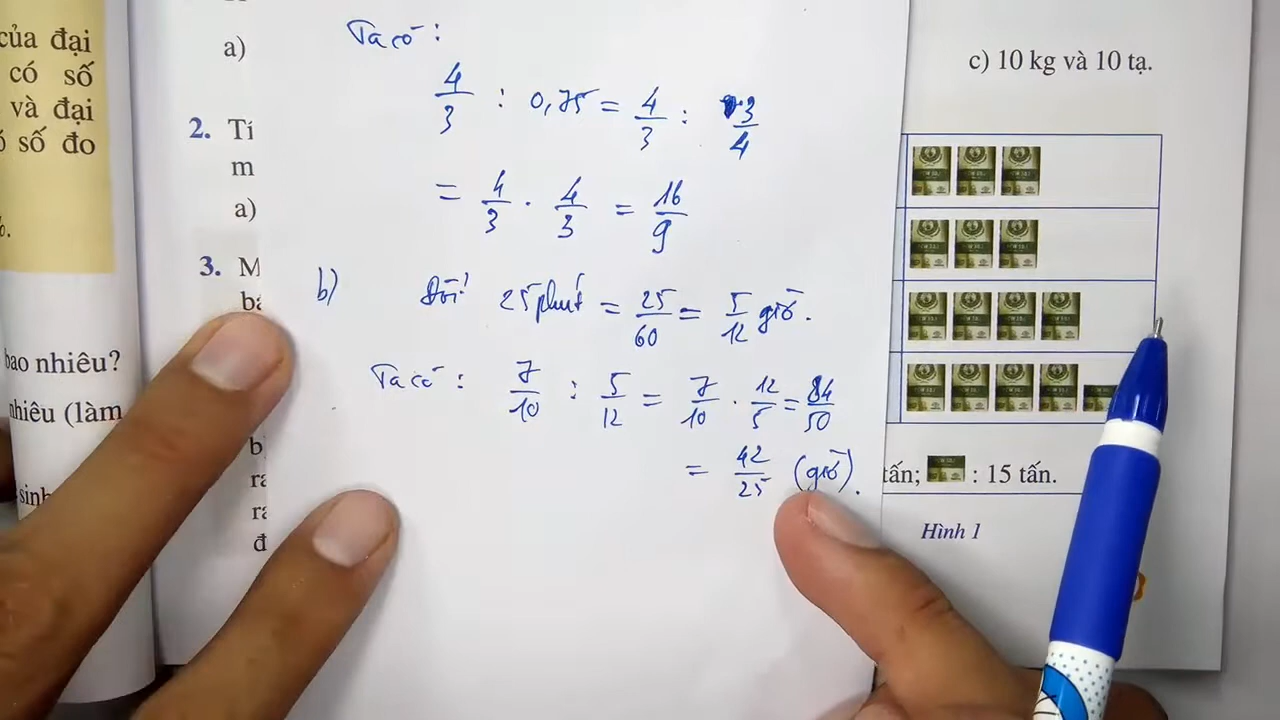 của đại
có số
và đại
số đo
bao nhiêu?
nhiêu (làm
sinh
a)
2. Tí
m
a)
3. M
Ta có:
4/3 : 0,75 = 4/3 : 3/4
= 4/3 . 4/3 = 16/9
b) Đổi 25 phút = 25/60 = 5/12 giờ.
Ta có: 7/10 : 5/12 = 7/10 . 12/5 = 84/50
= 42/25 (giờ).
c) 10 kg và 10 tạ.
tấn; : 15 tấn.
Hình 1